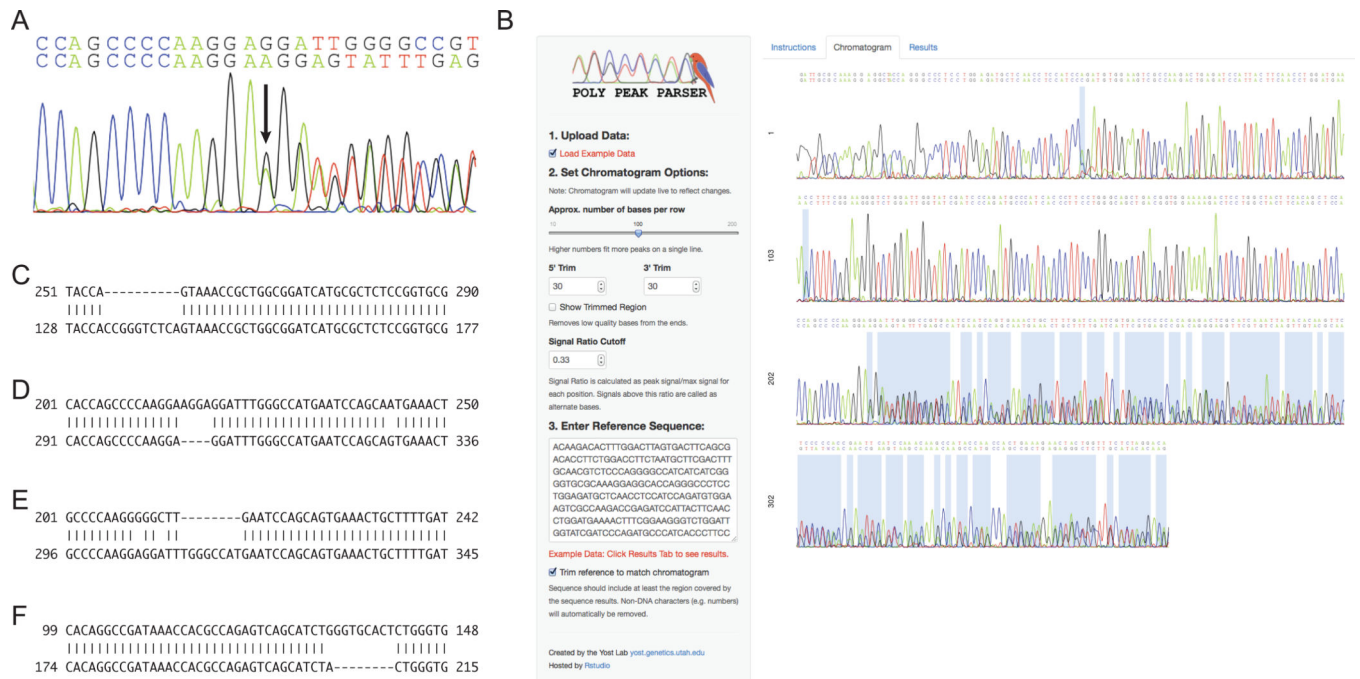 A
CCAGCCCCAAGGAGGATTGGGGCCGT
CCAGCCCCAAGGAAGGAGTATTTGAG
C
251 TACCA----------GTAAACCGCTGGCGGATCATGCGCTCTCCGGTGCG 290
128 TACCACCGGGTCTCAGTAAACCGCTGGCGGATCATGCGCTCTCCGGTGCG 177
D
201 CACCAGCCCCAAGGAAGGAGGATTTGGGCCATGAATCCAGCAATGAAACT 250
291 CACCAGCCCCAAGGA----GGATTTGGGCCATGAATCCAGCAGTGAAACT 336
E
201 GCCCCAAGGGGGCTT--------GAATCCAGCAGTGAAACTGCTTTTGAT 242
296 GCCCCAAGGAGGATTTGGGCCATGAATCCAGCAGTGAAACTGCTTTTGAT 345
F
99 CACAGGCCGATAAACCACGCCAGAGTCAGCATCTGGGTGCACTCTGGGTG 148
174 CACAGGCCGATAAACCACGCCAGAGTCAGCATCTA--------CTGGGTG 215
B
POLY PEAK PARSER
1. Upload Data:
Load Example Data
2. Set Chromatogram Options:
Note: Chromatogram will update live to reflect changes.
Approx. number of bases per row
10 100 200
Higher numbers fit more peaks on a single line.
5' Trim 3' Trim
30 30
Show Trimmed Region
Removes low quality bases from the ends.
Signal Ratio Cutoff
0.33
Signal Ratio is calculated as peak signal/max signal for
each position. Signals above this ratio are called as
alternate bases.
3. Enter Reference Sequence:
ACAAGACACTTTGGACTTAGTGACTTCAGCG
ACACCTTCTGGACCTTCTAATGCTTCGACTTT
GCAACGTCTCCCAGGGGCCATCATCATCGG
GGTGCGCAAAGGAGGCACCAGGGCCCTCC
TGGAGATGCTCAACCTCCATCCAGATGTGGA
AGTCGCCAAGACCGAGATCCATTACTTCAAC
CTGGATGAAAACTTTCGGAAGGGTCTGGATT
GGTATCGATCCCAGATGCCCATCACCCTTCC
Example Data: Click Results Tab to see results.
Trim reference to match chromatogram
Sequence should include at least the region covered by
the sequence results. Non-DNA characters (e.g. numbers)
will automatically be removed.
Created by the Yost Lab yost.genetics.utah.edu
Hosted by Rstudio
Instructions Chromatogram Results
1
103
202
302